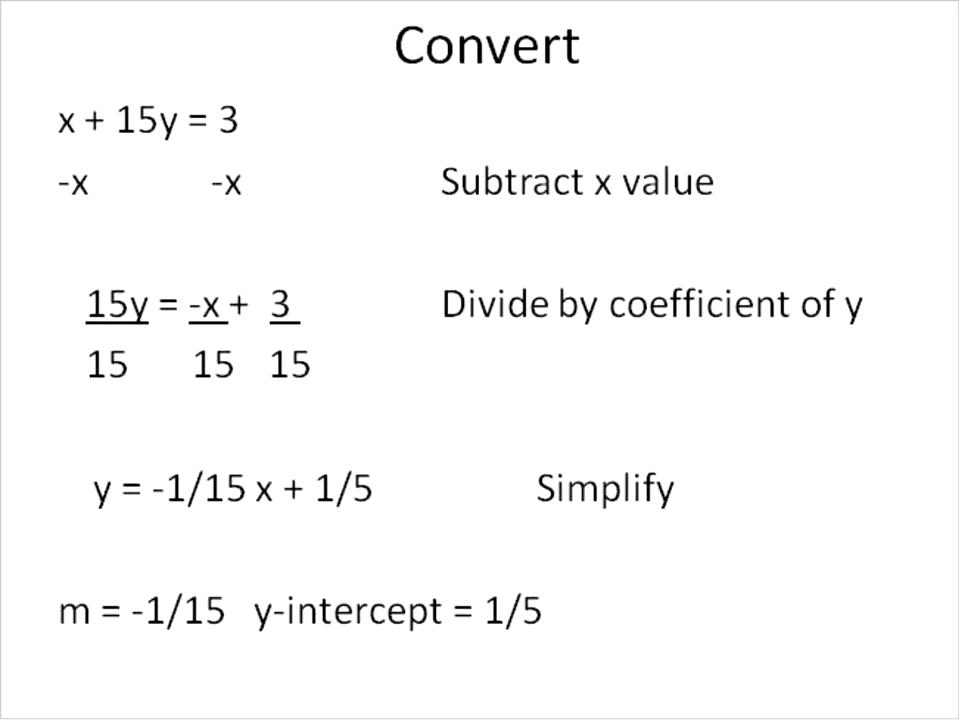 Convert
x + 15y = 3
-x -x Subtract x value
15y = -x + 3 Divide by coefficient of y
15 15 15
y = -1/15 x + 1/5 Simplify
m = -1/15 y-intercept = 1/5